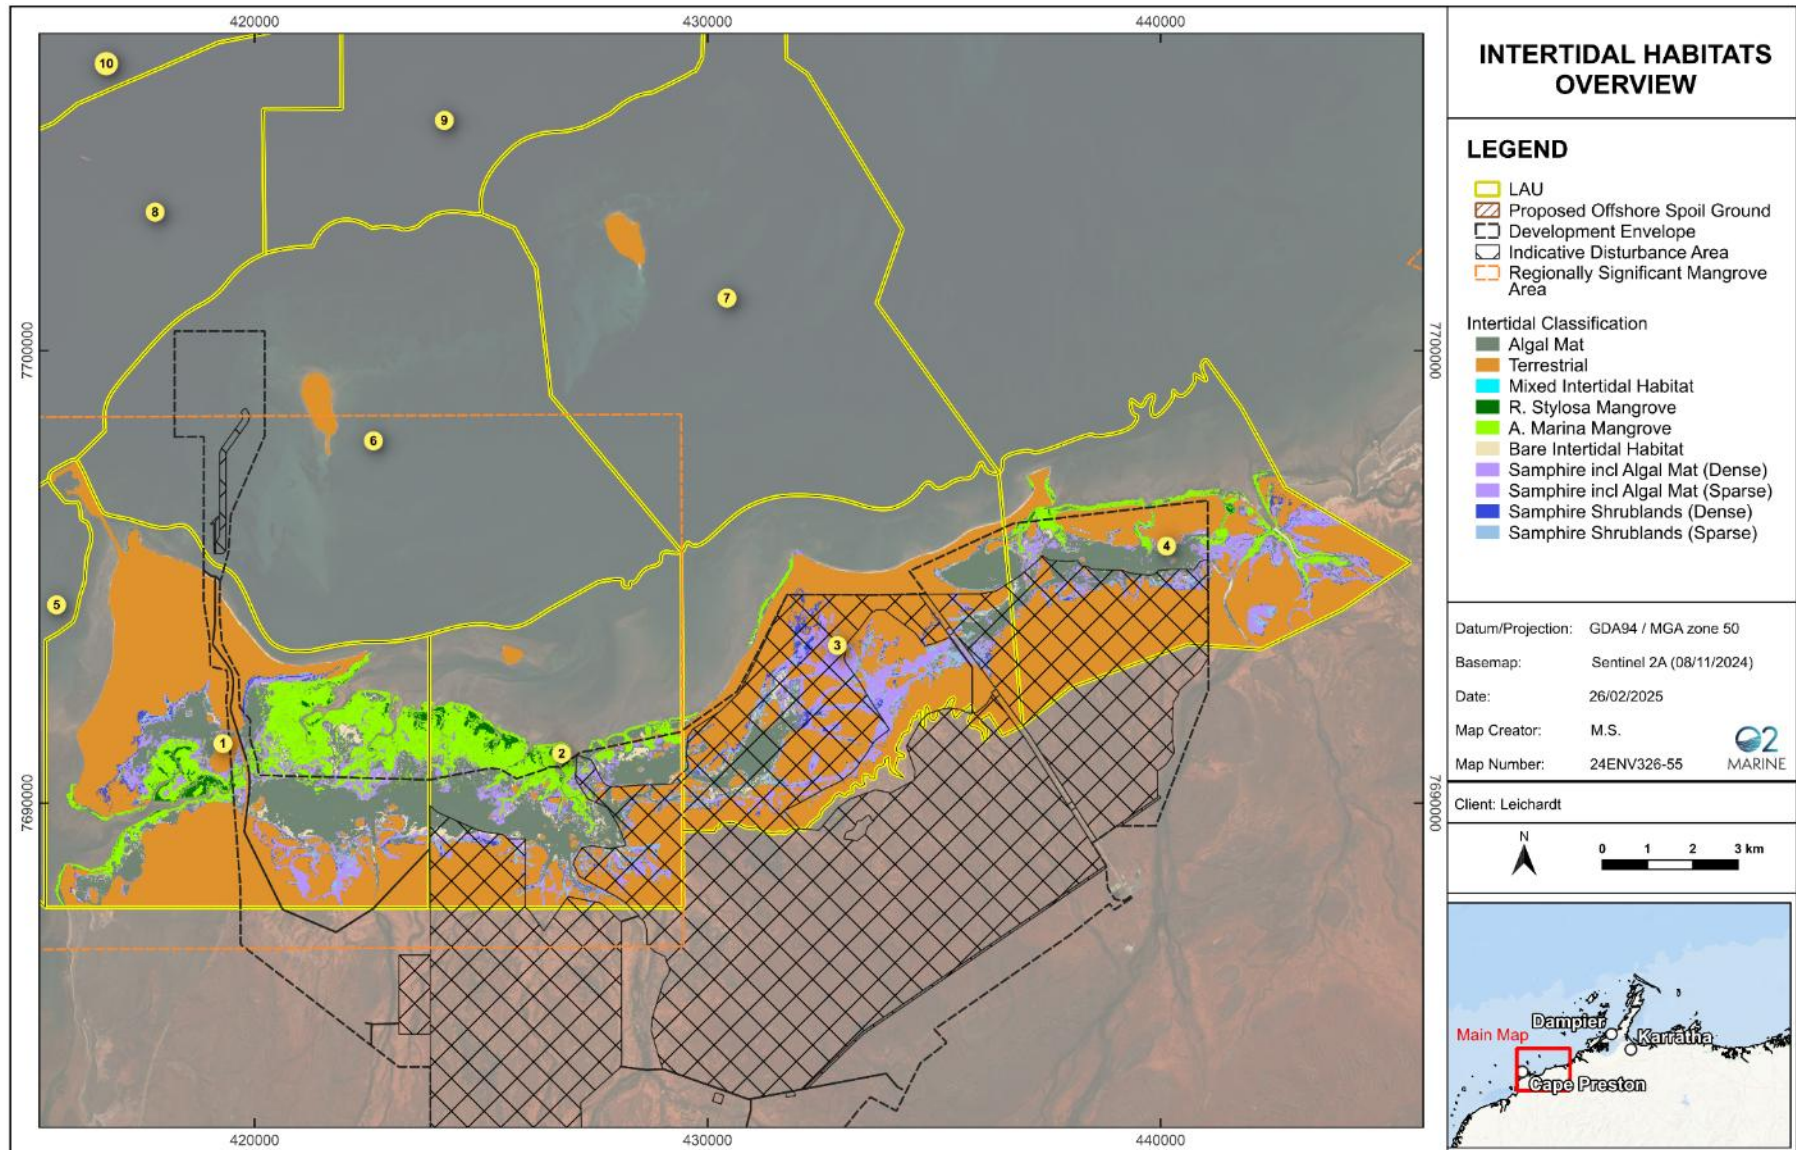 420000
430000
440000
10
9
8
7
6
5
4
3
2
1
7700000
7690000
7700000
7690000
420000
430000
440000
INTERTIDAL HABITATS
OVERVIEW
LEGEND
LAU
Proposed Offshore Spoil Ground
Development Envelope
Indicative Disturbance Area
Regionally Significant Mangrove
Area
Intertidal Classification
Algal Mat
Terrestrial
Mixed Intertidal Habitat
R. Stylosa Mangrove
A. Marina Mangrove
Bare Intertidal Habitat
Samphire incl Algal Mat (Dense)
Samphire incl Algal Mat (Sparse)
Samphire Shrublands (Dense)
Samphire Shrublands (Sparse)
Datum/Projection: GDA94 / MGA zone 50
Basemap: Sentinel 2A (08/11/2024)
Date: 26/02/2025
Map Creator: M.S.
Map Number: 24ENV326-55
O2
MARINE
Client: Leichardt
N
0 1 2 3 km
Dampier
Karratha
Main Map
Cape Preston